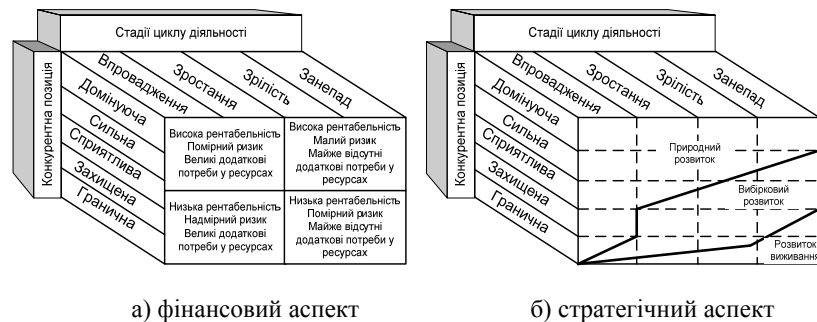 Стадії циклу діяльності
Конкурентна позиція
Впровадження
Зростання
Зрілість
Занепад
Домінуюча
Сильна
Сприятлива
Захищена
Гранична
Висока рентабельність
Помірний ризик
Великі додаткові
потреби у ресурсах
Висока рентабельність
Малий ризик
Майже відсутні
додаткові потреби у
ресурсах
Низька рентабельність
Надмірний ризик
Великі додаткові
потреби у ресурсах
Низька рентабельність
Помірний ризик
Майже відсутні
додаткові потреби у
ресурсах
а) фінансовий аспект
Стадії циклу діяльності
Конкурентна позиція
Впровадження
Зростання
Зрілість
Занепад
Домінуюча
Сильна
Сприятлива
Захищена
Гранична
Природний
розвиток
Вибірковий
розвиток
Розвиток
виживання
б) стратегічний аспект